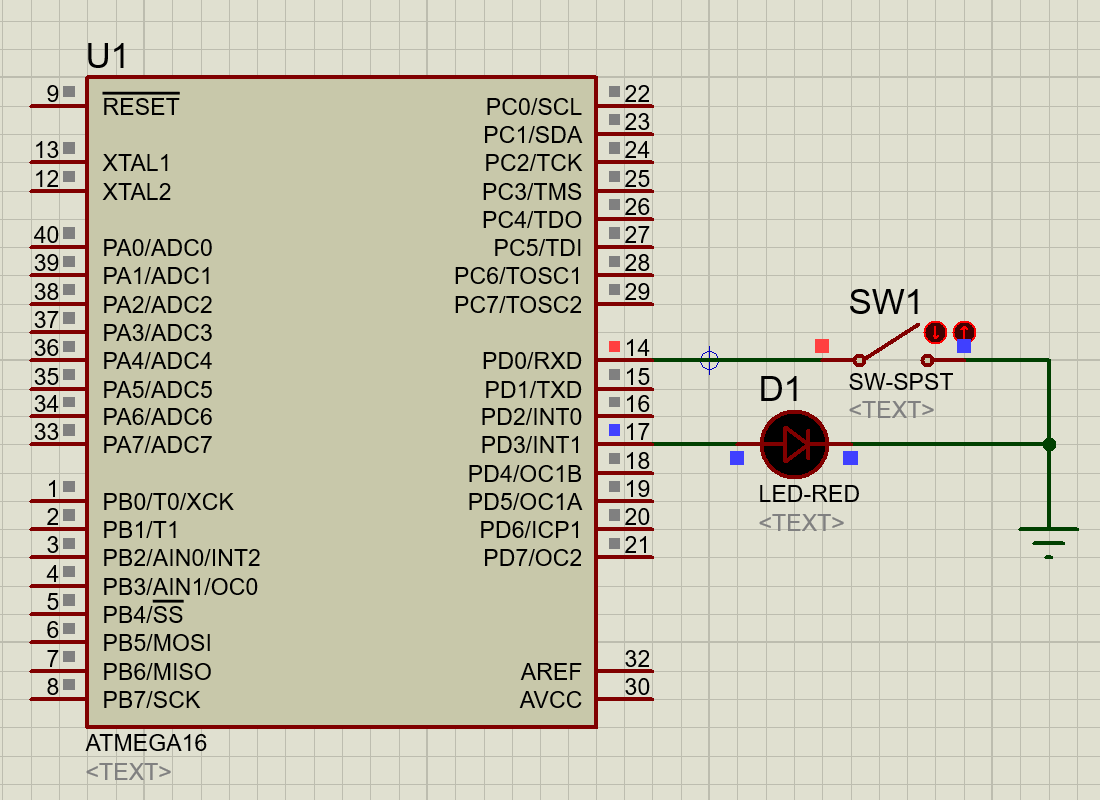 U1
9 RESET
13 XTAL1
12 XTAL2
40 PA0/ADC0
39 PA1/ADC1
38 PA2/ADC2
37 PA3/ADC3
36 PA4/ADC4
35 PA5/ADC5
34 PA6/ADC6
33 PA7/ADC7
1 PB0/T0/XCK
2 PB1/T1
3 PB2/AIN0/INT2
4 PB3/AIN1/OC0
5 PB4/SS
6 PB5/MOSI
7 PB6/MISO
8 PB7/SCK
PC0/SCL 22
PC1/SDA 23
PC2/TCK 24
PC3/TMS 25
PC4/TDO 26
PC5/TDI 27
PC6/TOSC1 28
PC7/TOSC2 29
PD0/RXD 14
PD1/TXD 15
PD2/INT0 16
PD3/INT1 17
PD4/OC1B 18
PD5/OC1A 19
PD6/ICP1 20
PD7/OC2 21
AREF 32
AVCC 30
ATMEGA16
<TEXT>
SW1
SW-SPST
<TEXT>
D1
LED-RED
<TEXT>